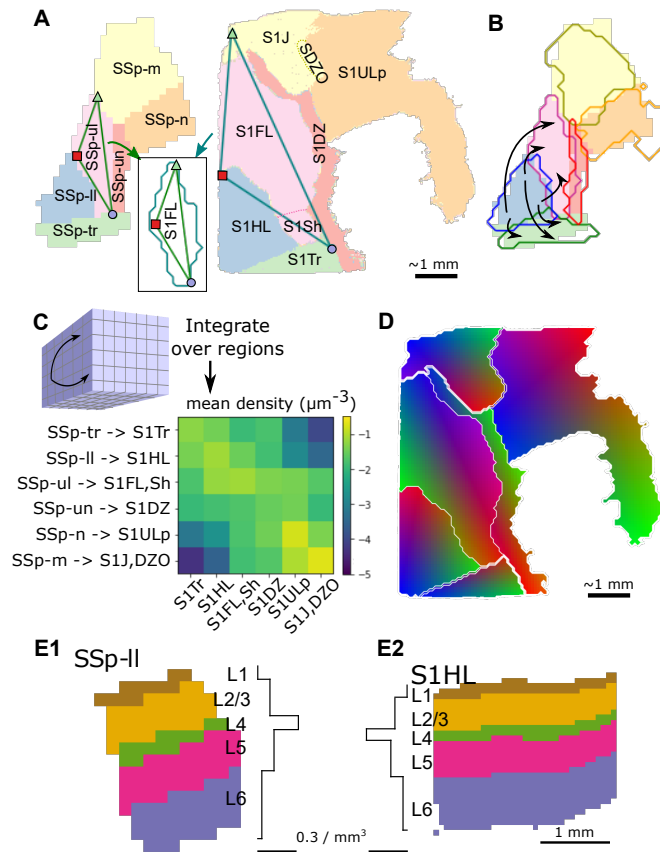 A
SSp-m
SSp-n
SSp-ul
SSp-un
SSp-ll
SSp-tr
S1FL
S1J
SDZO
S1ULp
S1FL
S1DZ
S1HL
S1Sh
S1Tr
~1 mm
B
C
Integrate
over regions
mean density (μm⁻³)
SSp-tr -> S1Tr
SSp-ll -> S1HL
SSp-ul -> S1FL,Sh
SSp-un -> S1DZ
SSp-n -> S1ULp
SSp-m -> S1J,DZO
S1Tr
S1HL
S1FL,Sh
S1DZ
S1ULp
S1J,DZO
−1
−2
−3
−4
−5
D
~1 mm
E1
SSp-ll
L1
L2/3
L4
L5
L6
0.3 / mm³
E2
S1HL
L1
L2/3
L4
L5
L6
1 mm